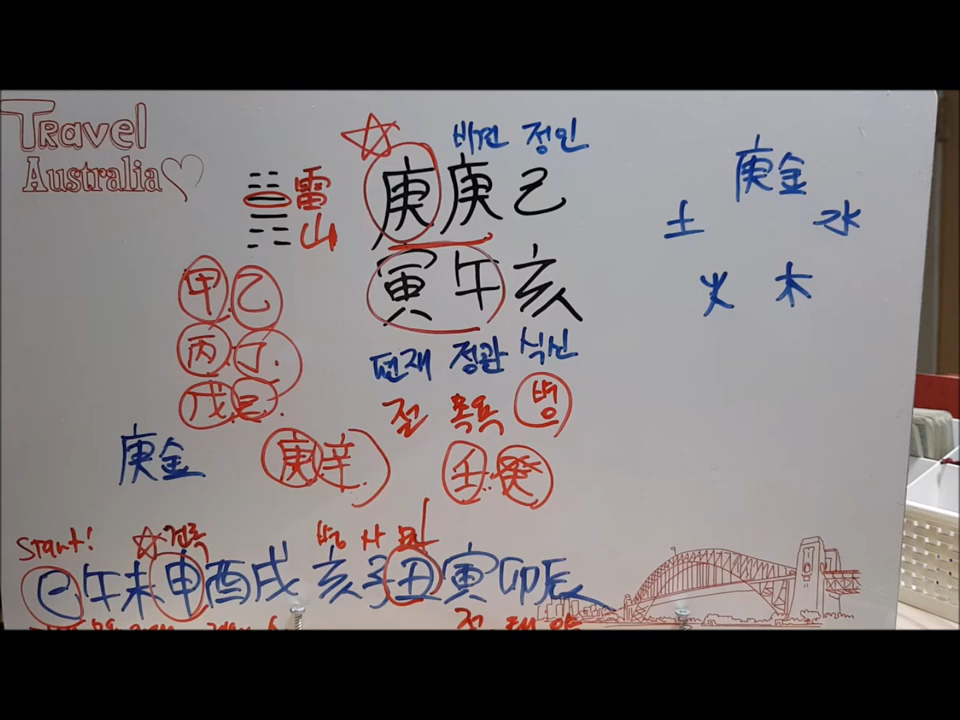 Travel
Australia
비견 정인
雷 庚庚己
山 寅午亥
편재 정관 식신
절 목욕 병
甲乙
丙丁
戊己
庚辛
壬癸
庚金
庚金
土 水
火 木
Start! 건록 병 사 묘
巳午未申酉戌亥子丑寅卯辰